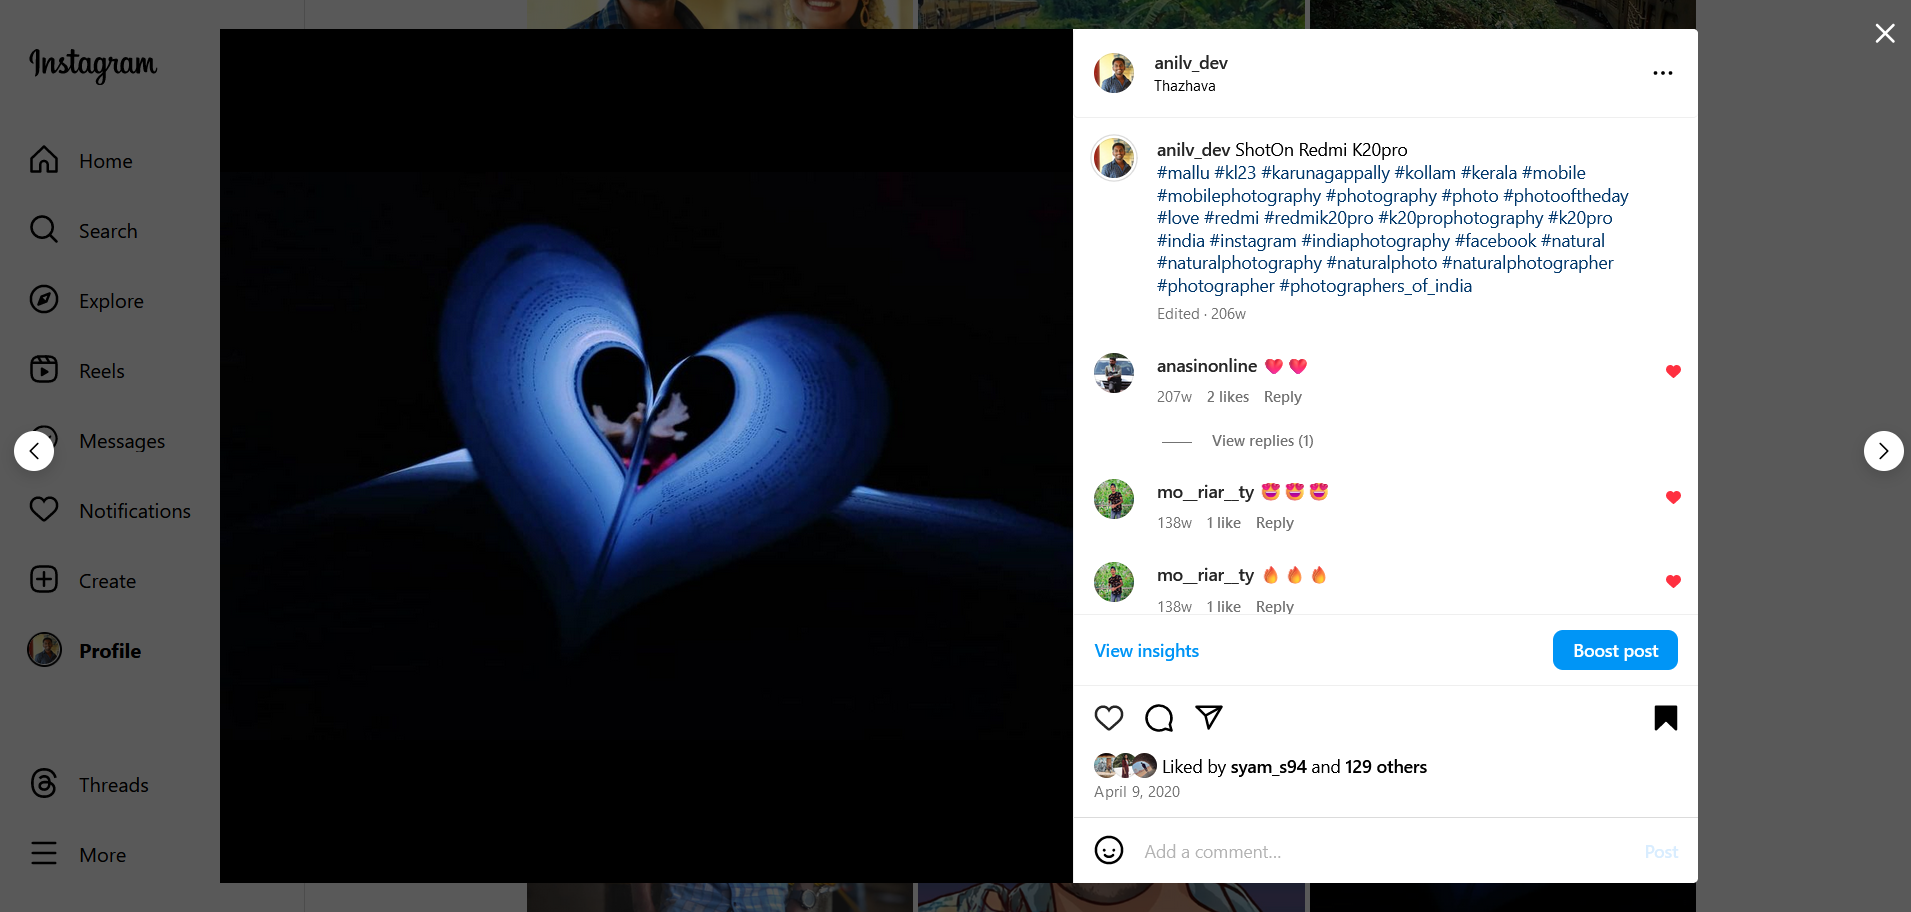 Instagram
Home
Search
Explore
Reels
Messages
Notifications
Create
Profile
Threads
More
anilv_dev
Thazhava
anilv_dev ShotOn Redmi K20pro
#mallu #kl23 #karunagappally #kollam #kerala #mobile
#mobilephotography #photography #photo #photooftheday
#love #redmi #redmik20pro #k20prophotography #k20pro
#india #instagram #indiaphotography #facebook #natural
#naturalphotography #naturalphoto #naturalphotographer
#photographer #photographers_of_india
Edited · 206w
anasinonline 💗 💗
207w 2 likes Reply
View replies (1)
mo__riar__ty 😍 😍 😍
138w 1 like Reply
mo__riar__ty 🔥 🔥 🔥
138w 1 like Reply
View insights
Boost post
Liked by syam_s94 and 129 others
April 9, 2020
Add a comment...
Post